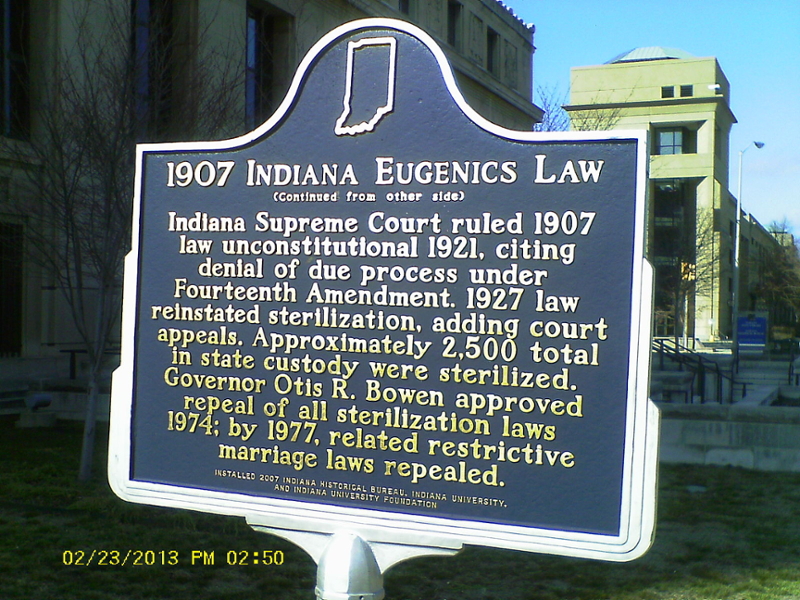 1907 INDIANA EUGENICS LAW
(Continued from other side)
Indiana Supreme Court ruled 1907
law unconstitutional 1921, citing
denial of due process under
Fourteenth Amendment. 1927 law
reinstated sterilization, adding court
appeals. Approximately 2,500 total
in state custody were sterilized.
Governor Otis R. Bowen approved
repeal of all sterilization laws
1974; by 1977, related restrictive
marriage laws repealed.
INSTALLED 2007 INDIANA HISTORICAL BUREAU, INDIANA UNIVERSITY,
AND INDIANA UNIVERSITY FOUNDATION
02/23/2013 PM 02:50